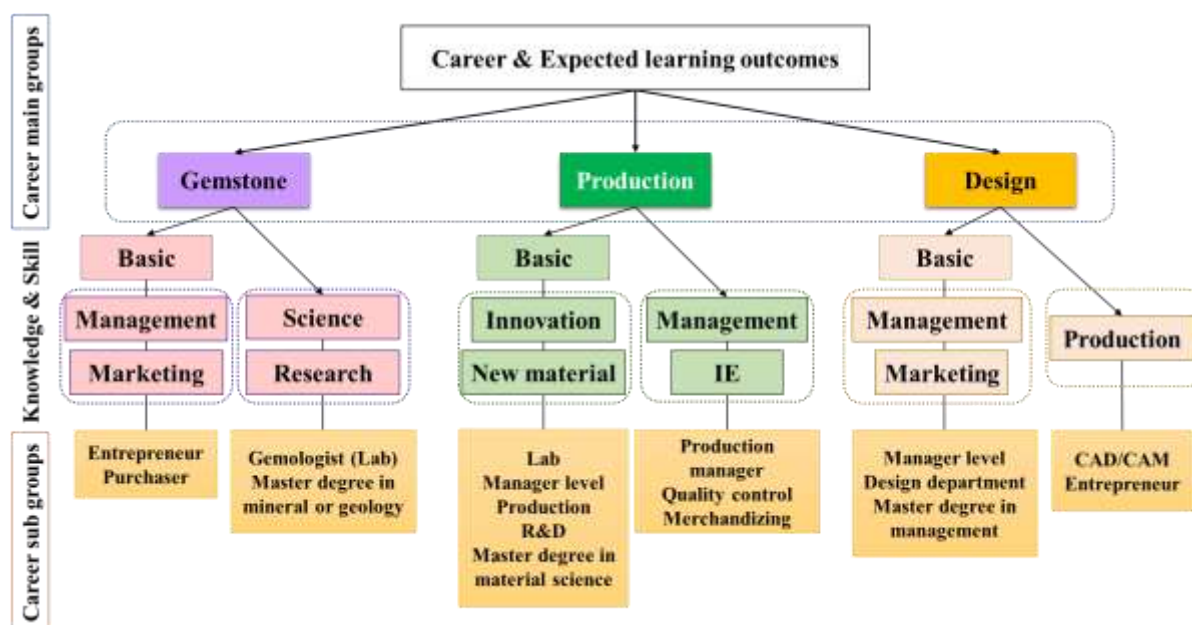 Career main groups
Career & Expected learning outcomes
Gemstone
Production
Design
Knowledge & Skill
Basic
Management
Marketing
Science
Research
Basic
Innovation
New material
Management
IE
Basic
Management
Marketing
Production
Career sub groups
Entrepreneur
Purchaser
Gemologist (Lab)
Master degree in
mineral or geology
Lab
Manager level
Production
R&D
Master degree in
material science
Production
manager
Quality control
Merchandizing
Manager level
Design department
Master degree in
management
CAD/CAM
Entrepreneur